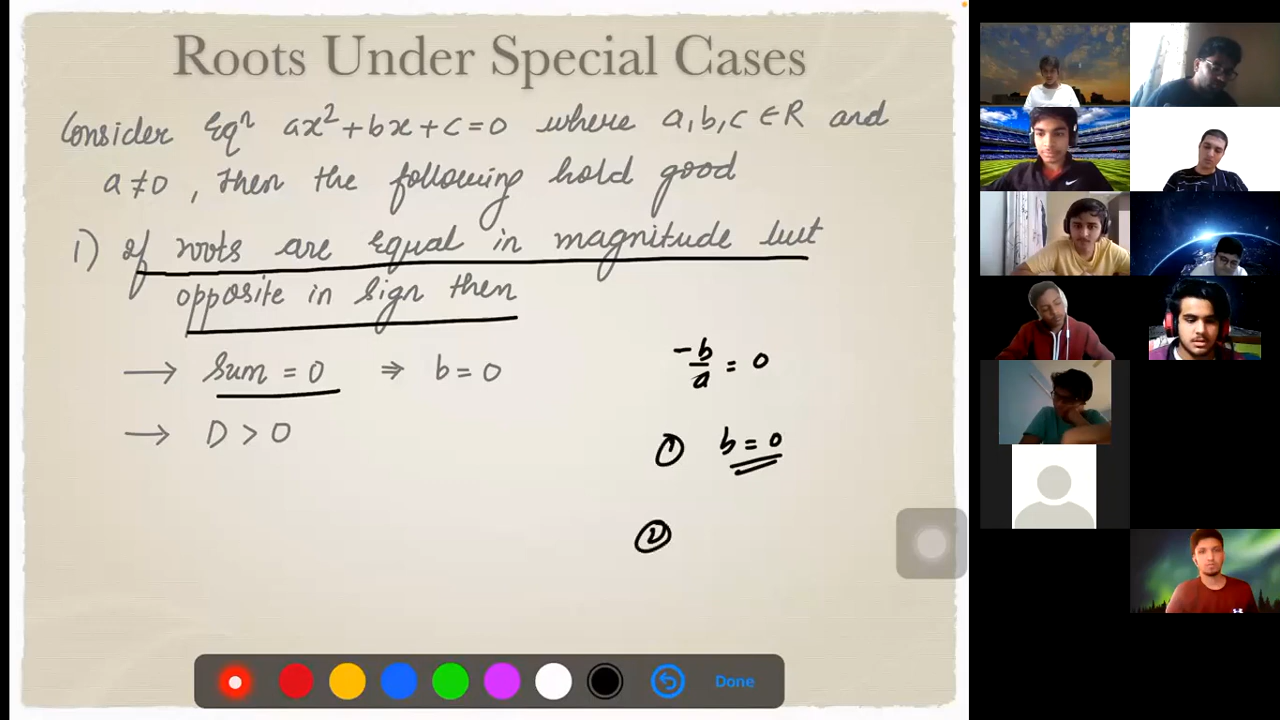 Roots Under Special Cases
Consider Eqⁿ ax²+bx+c=0 where a,b,c ∈ R and
a≠0, then the following hold good
1) If roots are equal in magnitude but
opposite in sign then
→ Sum = 0 ⇒ b = 0
→ D > 0
-b/a = 0
① b = 0
②
Done